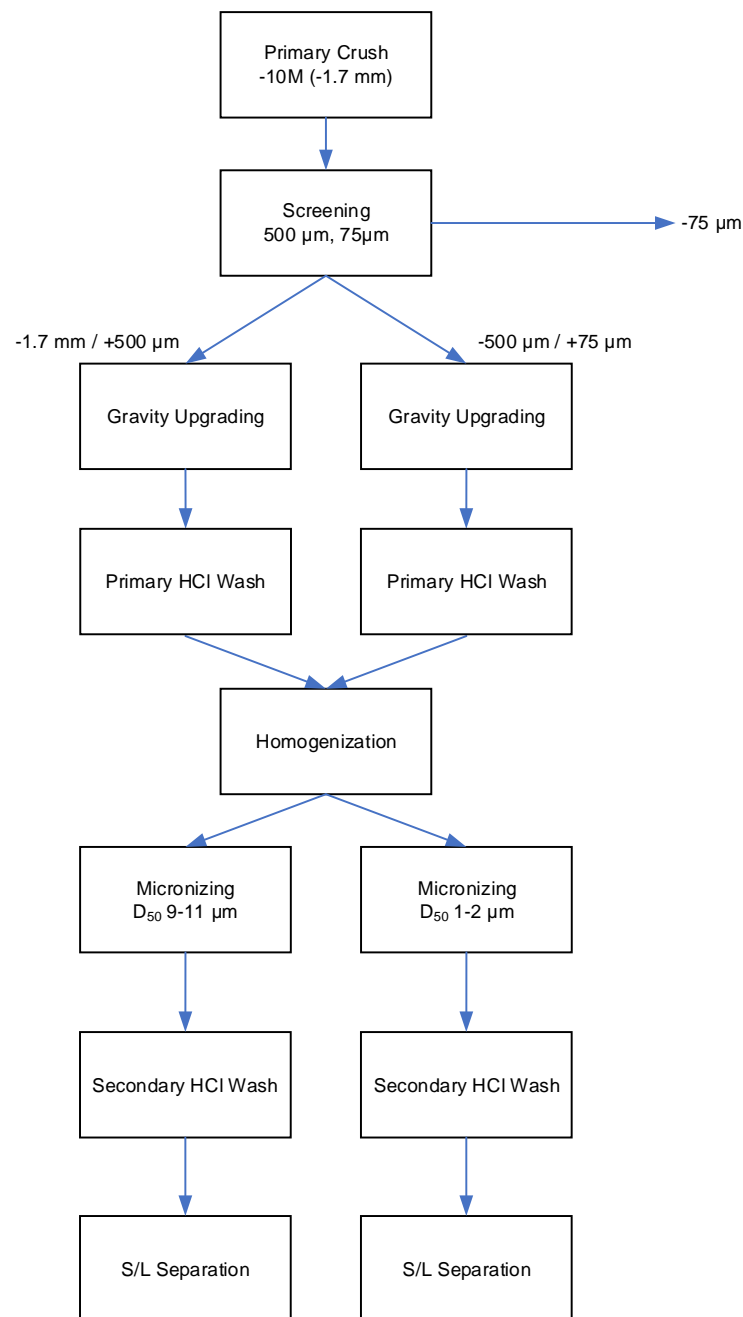 Primary Crush
-10M (-1.7 mm)
Screening
500 µm, 75µm
-75 µm
-1.7 mm / +500 µm
-500 µm / +75 µm
Gravity Upgrading
Gravity Upgrading
Primary HCl Wash
Primary HCl Wash
Homogenization
Micronizing
D₅₀ 9-11 µm
Micronizing
D₅₀ 1-2 µm
Secondary HCl Wash
Secondary HCl Wash
S/L Separation
S/L Separation